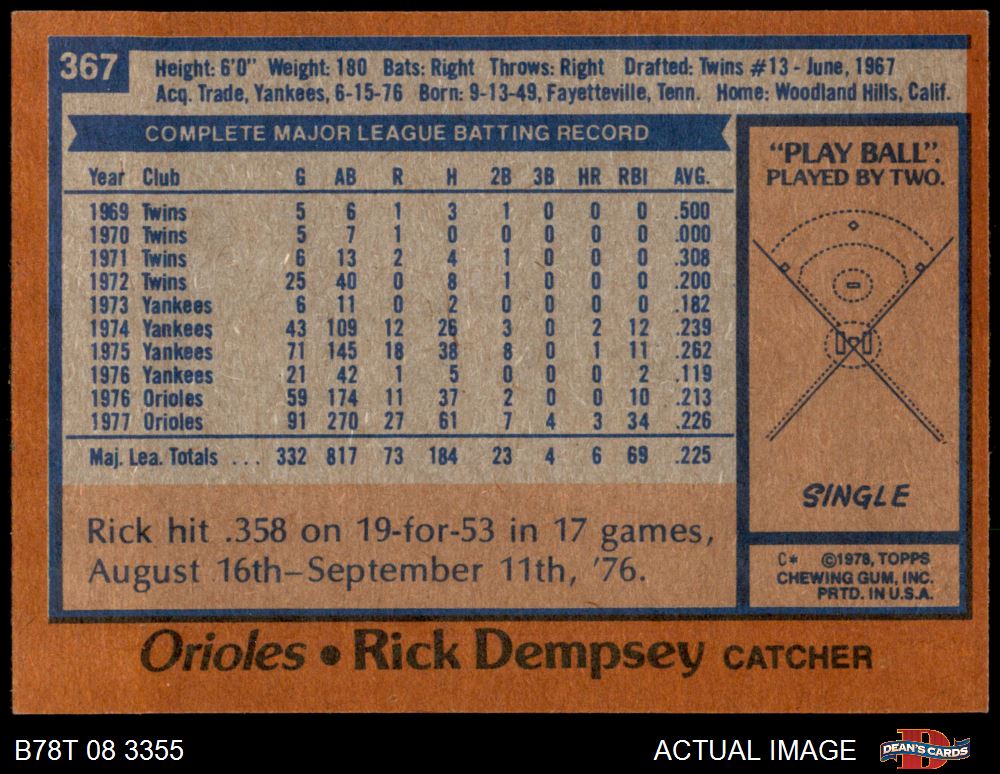 367
Height: 6'0" Weight: 180 Bats: Right Throws: Right Drafted: Twins #13 - June, 1967
Acq. Trade, Yankees, 6-15-76 Born: 9-13-49, Fayetteville, Tenn. Home: Woodland Hills, Calif.
COMPLETE MAJOR LEAGUE BATTING RECORD
Year Club G AB R H 2B 3B HR RBI AVG.
1969 Twins 5 6 1 3 1 0 0 0 .500
1970 Twins 5 7 1 0 0 0 0 0 .000
1971 Twins 6 13 2 4 1 0 0 0 .308
1972 Twins 25 40 0 8 1 0 0 0 .200
1973 Yankees 6 11 0 2 0 0 0 0 .182
1974 Yankees 43 109 12 26 3 0 2 12 .239
1975 Yankees 71 145 18 38 8 0 1 11 .262
1976 Yankees 21 42 1 5 0 0 0 2 .119
1976 Orioles 59 174 11 37 2 0 0 10 .213
1977 Orioles 91 270 27 61 7 4 3 34 .226
Maj. Lea. Totals ... 332 817 73 184 23 4 6 69 .225
Rick hit .358 on 19-for-53 in 17 games,
August 16th–September 11th, '76.
"PLAY BALL".
PLAYED BY TWO.
SINGLE
C* ©1978, TOPPS
CHEWING GUM, INC.
PRTD. IN U.S.A.
Orioles • Rick Dempsey CATCHER
B78T 08 3355
ACTUAL IMAGE
DEAN'S CARDS